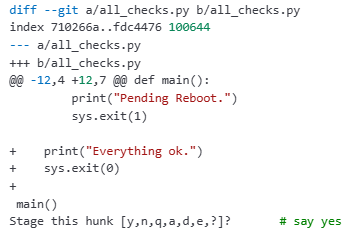 diff --git a/all_checks.py b/all_checks.py
index 710266a..fdc4476 100644
--- a/all_checks.py
+++ b/all_checks.py
@@ -12,4 +12,7 @@ def main():
         print("Pending Reboot.")
         sys.exit(1)

+    print("Everything ok.")
+    sys.exit(0)
+
 main()
Stage this hunk [y,n,q,a,d,e,?]?       # say yes